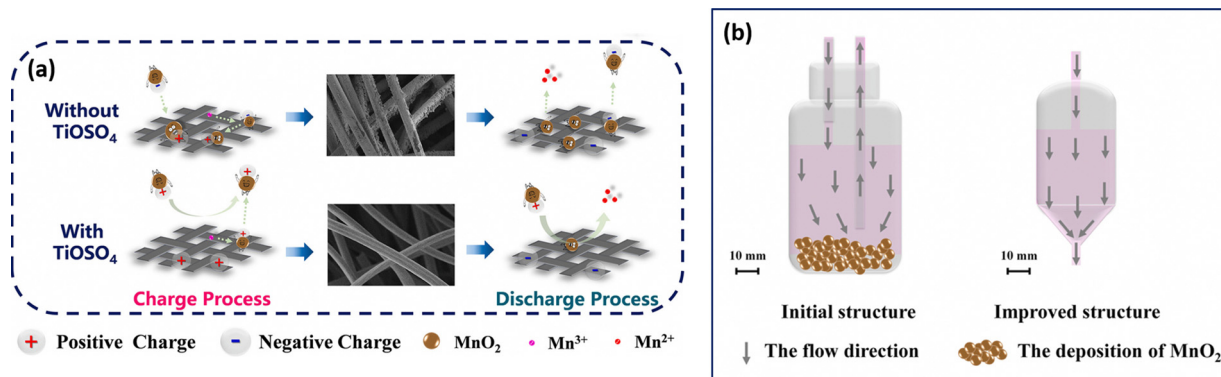 (a)
Without
TiOSO4
With
TiOSO4
Charge Process
Discharge Process
+ Positive Charge
- Negative Charge
MnO2
Mn3+
Mn2+
(b)
10 mm
10 mm
Initial structure
Improved structure
The flow direction
The deposition of MnO2